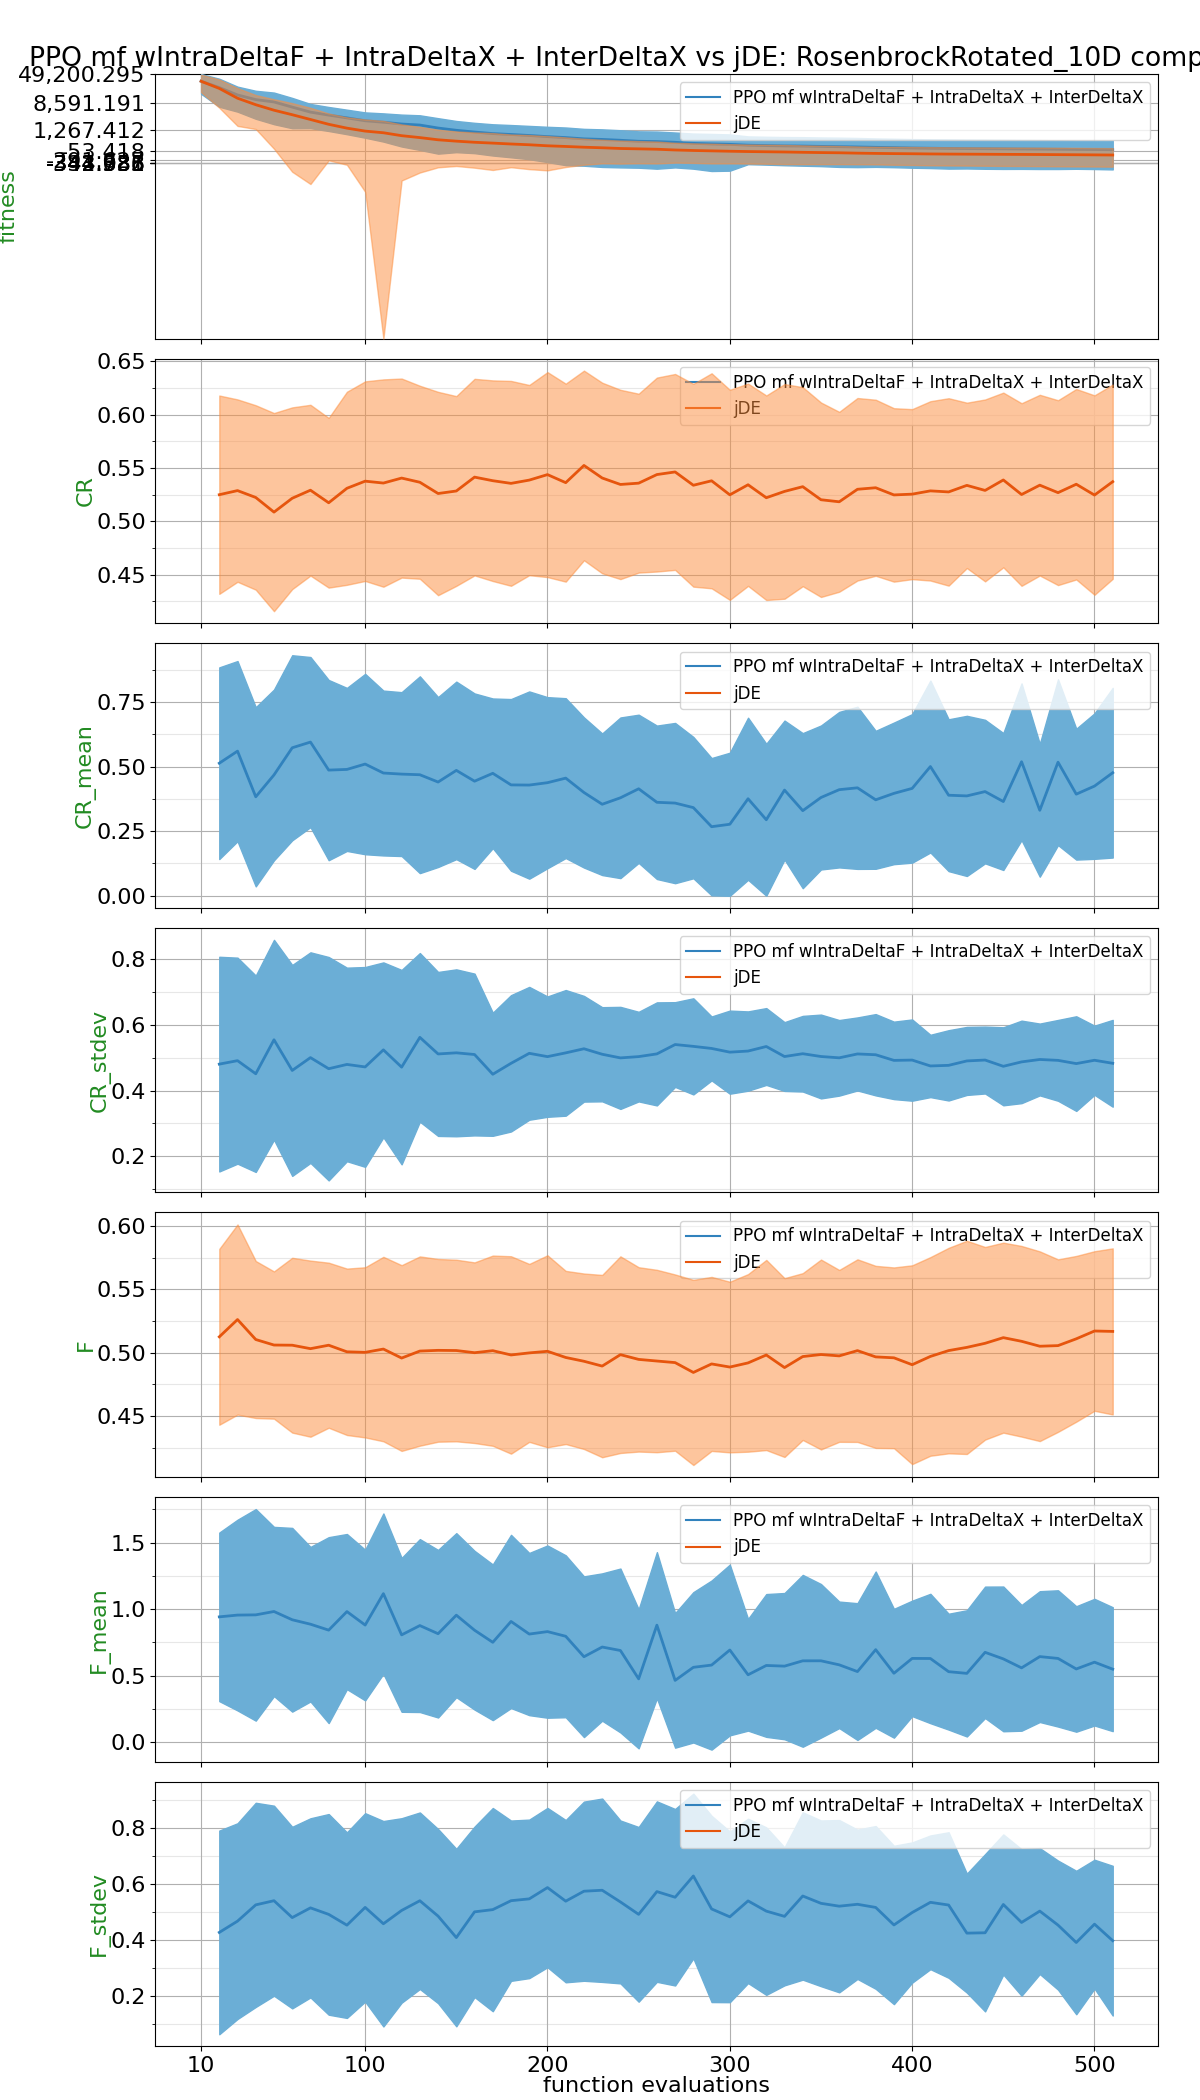 PPO mf wIntraDeltaF + IntraDeltaX + InterDeltaX vs jDE: RosenbrockRotated_10D comp
49,200.295
8,591.191
1,267.412
53.418
fitness
PPO mf wIntraDeltaF + IntraDeltaX + InterDeltaX
jDE
0.65
0.60
0.55
0.50
0.45
CR
PPO mf wIntraDeltaF + IntraDeltaX + InterDeltaX
jDE
0.75
0.50
0.25
0.00
CR_mean
PPO mf wIntraDeltaF + IntraDeltaX + InterDeltaX
jDE
0.8
0.6
0.4
0.2
CR_stdev
PPO mf wIntraDeltaF + IntraDeltaX + InterDeltaX
jDE
0.60
0.55
0.50
0.45
F
PPO mf wIntraDeltaF + IntraDeltaX + InterDeltaX
jDE
1.5
1.0
0.5
0.0
F_mean
PPO mf wIntraDeltaF + IntraDeltaX + InterDeltaX
jDE
0.8
0.6
0.4
0.2
F_stdev
PPO mf wIntraDeltaF + IntraDeltaX + InterDeltaX
jDE
10 100 200 300 400 500
function evaluations